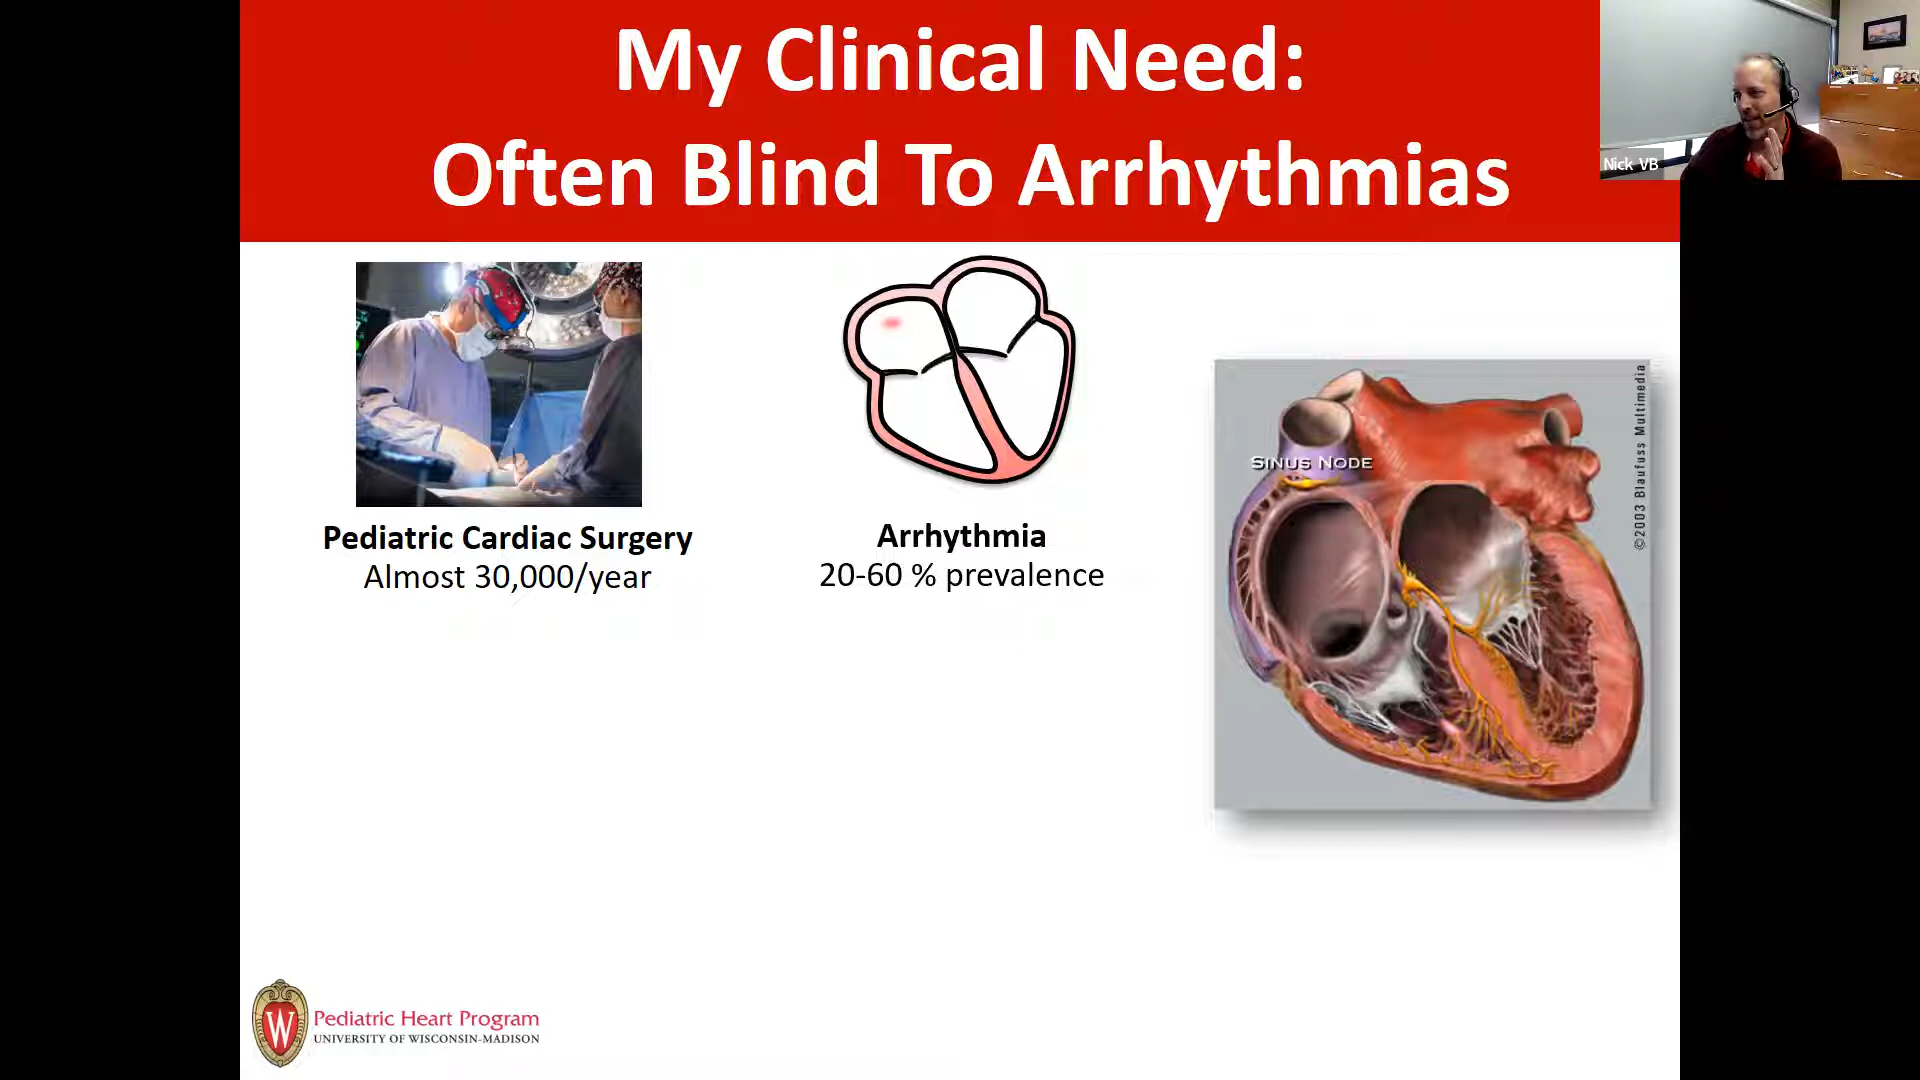 My Clinical Need:
Often Blind To Arrhythmias
Nick VB
Pediatric Cardiac Surgery
Almost 30,000/year
Arrhythmia
20-60 % prevalence
SINUS NODE
©2003 Blaufuss Multimedia
W
Pediatric Heart Program
UNIVERSITY OF WISCONSIN-MADISON